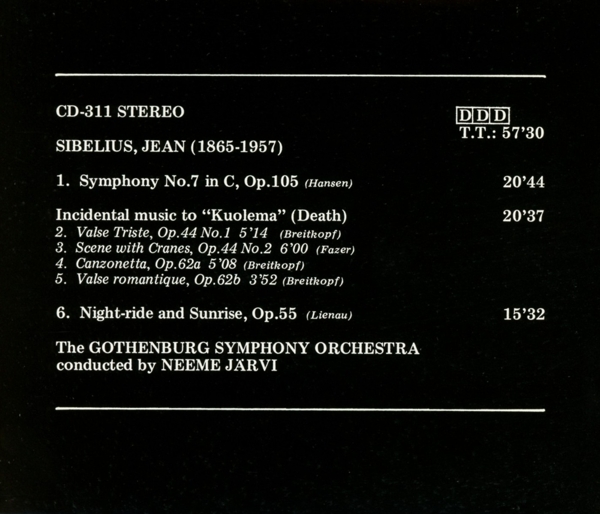 CD-311 STEREO
DDD
T.T.: 57'30
SIBELIUS, JEAN (1865-1957)
1. Symphony No.7 in C, Op.105 (Hansen) 20'44
Incidental music to “Kuolema” (Death) 20'37
2. Valse Triste, Op.44 No.1 5'14 (Breitkopf)
3. Scene with Cranes, Op.44 No.2 6'00 (Fazer)
4. Canzonetta, Op.62a 5'08 (Breitkopf)
5. Valse romantique, Op.62b 3'52 (Breitkopf)
6. Night-ride and Sunrise, Op.55 (Lienau) 15'32
The GOTHENBURG SYMPHONY ORCHESTRA
conducted by NEEME JÄRVI